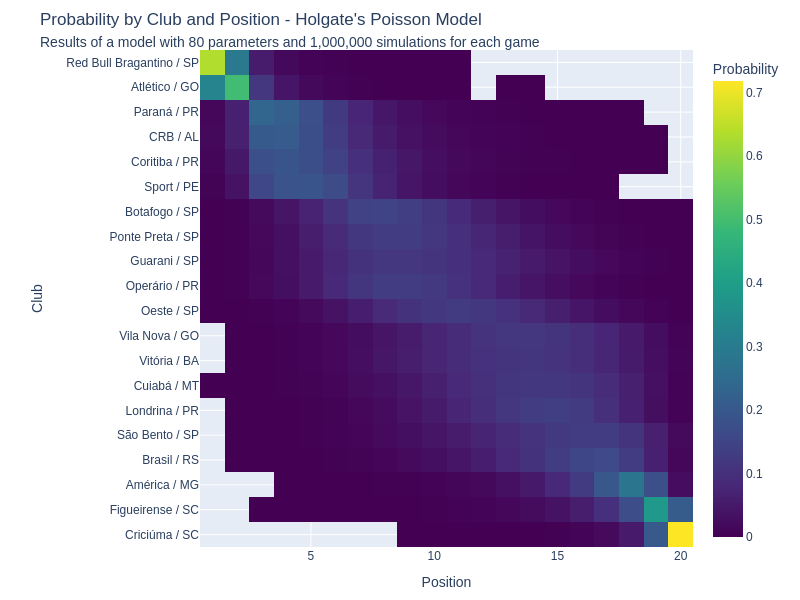 Probability by Club and Position - Holgate's Poisson Model
Results of a model with 80 parameters and 1,000,000 simulations for each game
Probability
Red Bull Bragantino / SP
Atlético / GO
Paraná / PR
CRB / AL
Coritiba / PR
Sport / PE
Botafogo / SP
Ponte Preta / SP
Guarani / SP
Operário / PR
Oeste / SP
Vila Nova / GO
Vitória / BA
Cuiabá / MT
Londrina / PR
São Bento / SP
Brasil / RS
América / MG
Figueirense / SC
Criciúma / SC
Club
5
10
15
20
Position
0.7
0.6
0.5
0.4
0.3
0.2
0.1
0